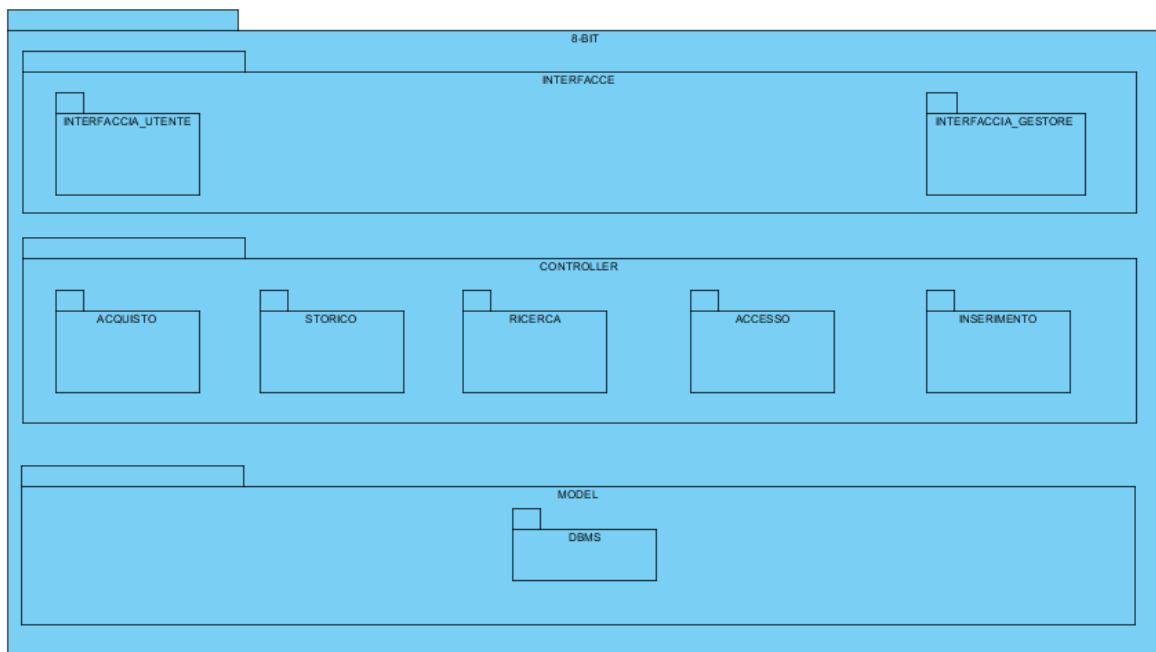 8-BIT
INTERFACCE
INTERFACCIA_UTENTE
INTERFACCIA_GESTORE
CONTROLLER
ACQUISTO
STORICO
RICERCA
ACCESSO
INSERIMENTO
MODEL
DBMS